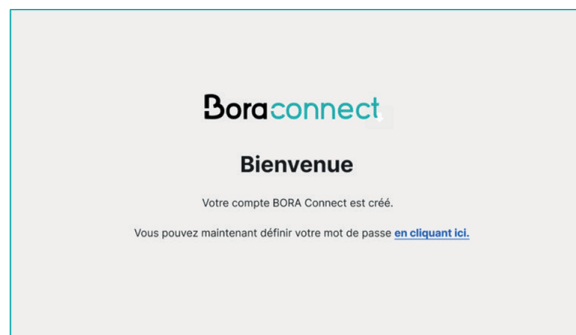 Boraconnect
Bienvenue
Votre compte BORA Connect est créé.
Vous pouvez maintenant définir votre mot de passe en cliquant ici.